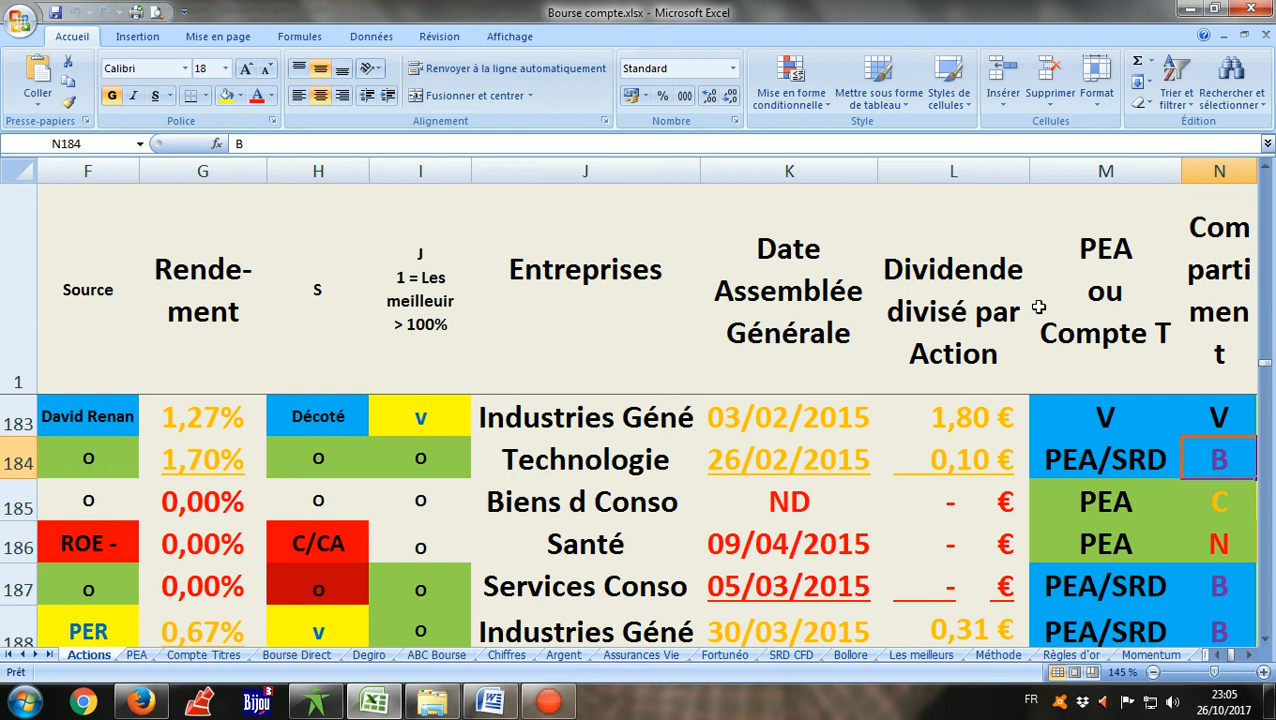 Bourse compte.xlsx - Microsoft Excel
Accueil Insertion Mise en page Formules Données Révision Affichage
Coller
Calibri 18
G I S
Renvoyer à la ligne automatiquement
Fusionner et centrer
Standard
% 000
Mise en forme conditionnelle
Mettre sous forme de tableau
Styles de cellules
Insérer Supprimer Format
Trier et filtrer
Rechercher et sélectionner
Presse-papiers Police Alignement Nombre Style Cellules Édition
N184 fx B
F G H I J K L M N
1
Source
Rende-
ment
S
J
1 = Les
meilleuir
> 100%
Entreprises
Date
Assemblée
Générale
Dividende
divisé par
Action
PEA
ou
Compte T
Com
parti
men
t
183 David Renan 1,27% Décoté v Industries Géné 03/02/2015 1,80 € V V
184 o 1,70% o o Technologie 26/02/2015 0,10 € PEA/SRD B
185 o 0,00% o o Biens d Conso ND - € PEA C
186 ROE - 0,00% C/CA o Santé 09/04/2015 - € PEA N
187 o 0,00% o o Services Conso 05/03/2015 - € PEA/SRD B
188 PER 0,67% v o Industries Géné 30/03/2015 0,31 € PEA/SRD B
Actions PEA Compte Titres Bourse Direct Degiro ABC Bourse Chiffres Argent Assurances Vie Fortunéo SRD CFD Bollore Les meilleurs Méthode Règles d'or Momentum
Prêt 145 %
Bijou 3
FR
23:05
26/10/2017